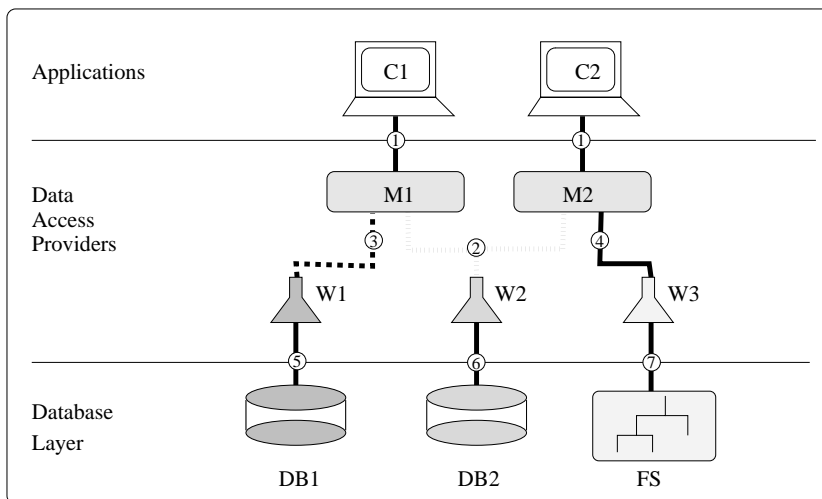 Applications
C1
C2
1
1
Data
Access
Providers
M1
M2
3
2
4
W1
W2
W3
5
6
7
Database
Layer
DB1
DB2
FS